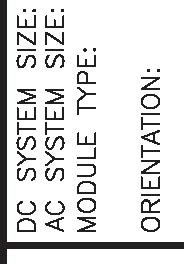 DC SYSTEM SIZE:
AC SYSTEM SIZE:
MODULE TYPE:
ORIENTATION: